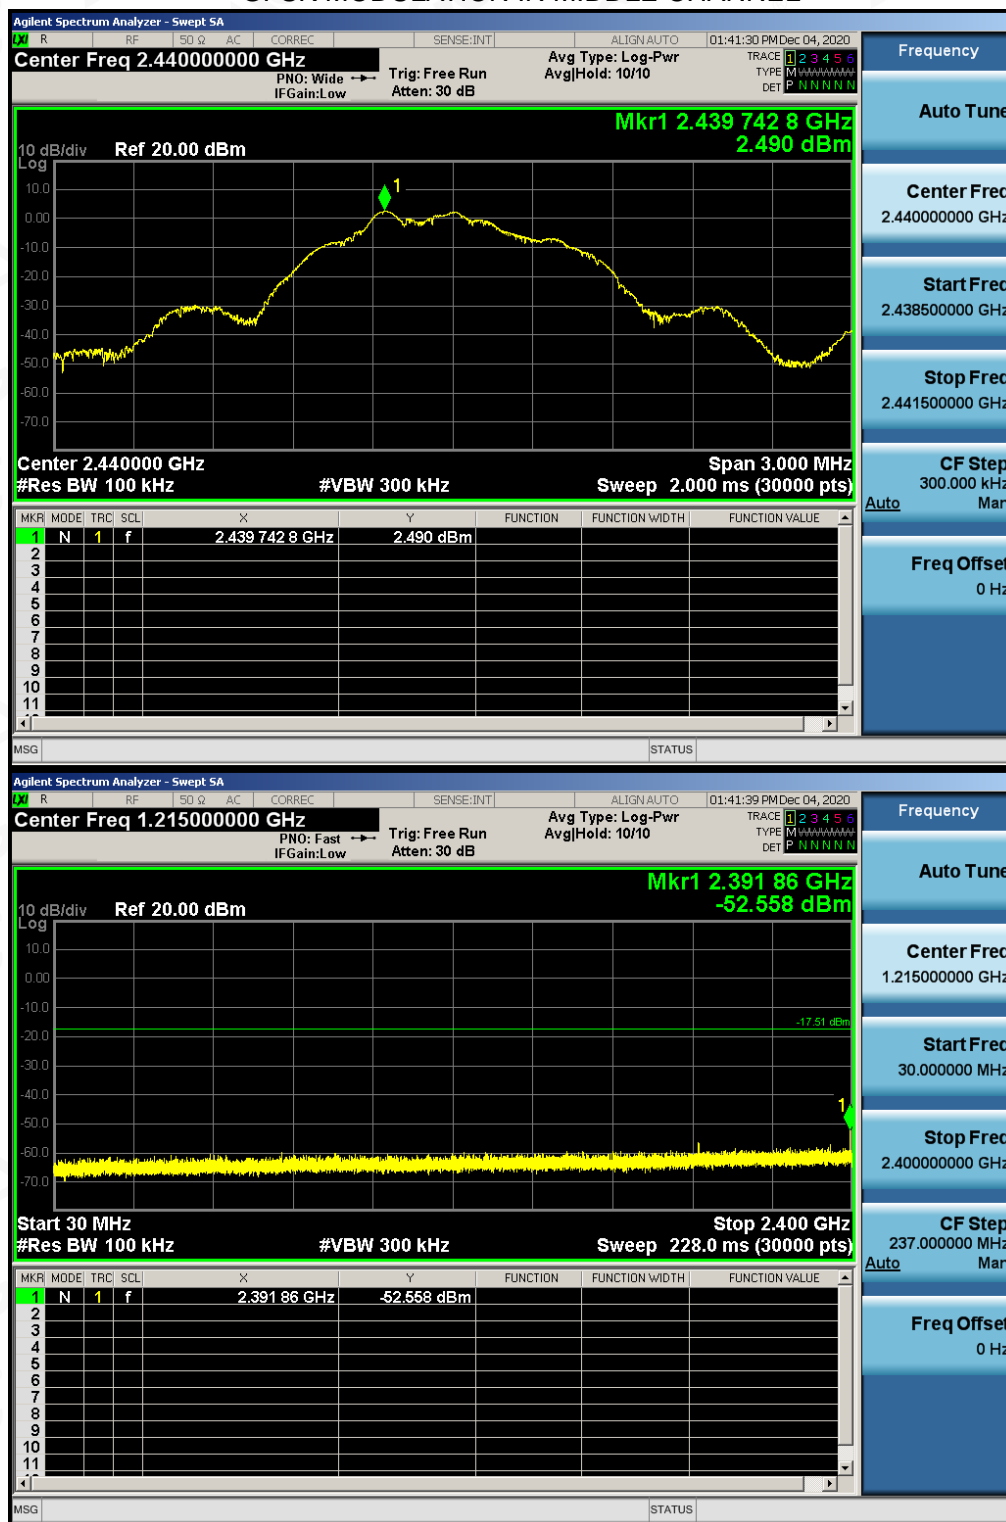 Agilent Spectrum Analyzer - Swept SA
LXI R RF 50 Ω AC CORREC SENSE:INT ALIGNAUTO 01:41:30 PM Dec 04, 2020
Center Freq 2.440000000 GHz
PNO: Wide
IFGain:Low
Trig: Free Run
Atten: 30 dB
Avg Type: Log-Pwr
Avg|Hold: 10/10
TRACE 1 2 3 4 5 6
TYPE M
DET P N N N N N
Mkr1 2.439 742 8 GHz
2.490 dBm
10 dB/div Ref 20.00 dBm
Log
10.0
0.00
-10.0
-20.0
-30.0
-40.0
-50.0
-60.0
-70.0
1
Center 2.440000 GHz Span 3.000 MHz
#Res BW 100 kHz #VBW 300 kHz Sweep 2.000 ms (30000 pts)
MKR MODE TRC SCL X Y FUNCTION FUNCTION WIDTH FUNCTION VALUE
1 N 1 f 2.439 742 8 GHz 2.490 dBm
2
3
4
5
6
7
8
9
10
11
MSG STATUS
Frequency
Auto Tune
Center Freq
2.440000000 GHz
Start Freq
2.438500000 GHz
Stop Freq
2.441500000 GHz
CF Step
300.000 kHz
Auto Man
Freq Offset
0 Hz
Agilent Spectrum Analyzer - Swept SA
LXI R RF 50 Ω AC CORREC SENSE:INT ALIGNAUTO 01:41:39 PM Dec 04, 2020
Center Freq 1.215000000 GHz
PNO: Fast
IFGain:Low
Trig: Free Run
Atten: 30 dB
Avg Type: Log-Pwr
Avg|Hold: 10/10
TRACE 1 2 3 4 5 6
TYPE M
DET P N N N N N
Mkr1 2.391 86 GHz
-52.558 dBm
10 dB/div Ref 20.00 dBm
Log
10.0
0.00
-10.0
-20.0
-30.0
-40.0
-50.0
-60.0
-70.0
-17.51 dBm
1
Start 30 MHz Stop 2.400 GHz
#Res BW 100 kHz #VBW 300 kHz Sweep 228.0 ms (30000 pts)
MKR MODE TRC SCL X Y FUNCTION FUNCTION WIDTH FUNCTION VALUE
1 N 1 f 2.391 86 GHz -52.558 dBm
2
3
4
5
6
7
8
9
10
11
MSG STATUS
Frequency
Auto Tune
Center Freq
1.215000000 GHz
Start Freq
30.000000 MHz
Stop Freq
2.400000000 GHz
CF Step
237.000000 MHz
Auto Man
Freq Offset
0 Hz